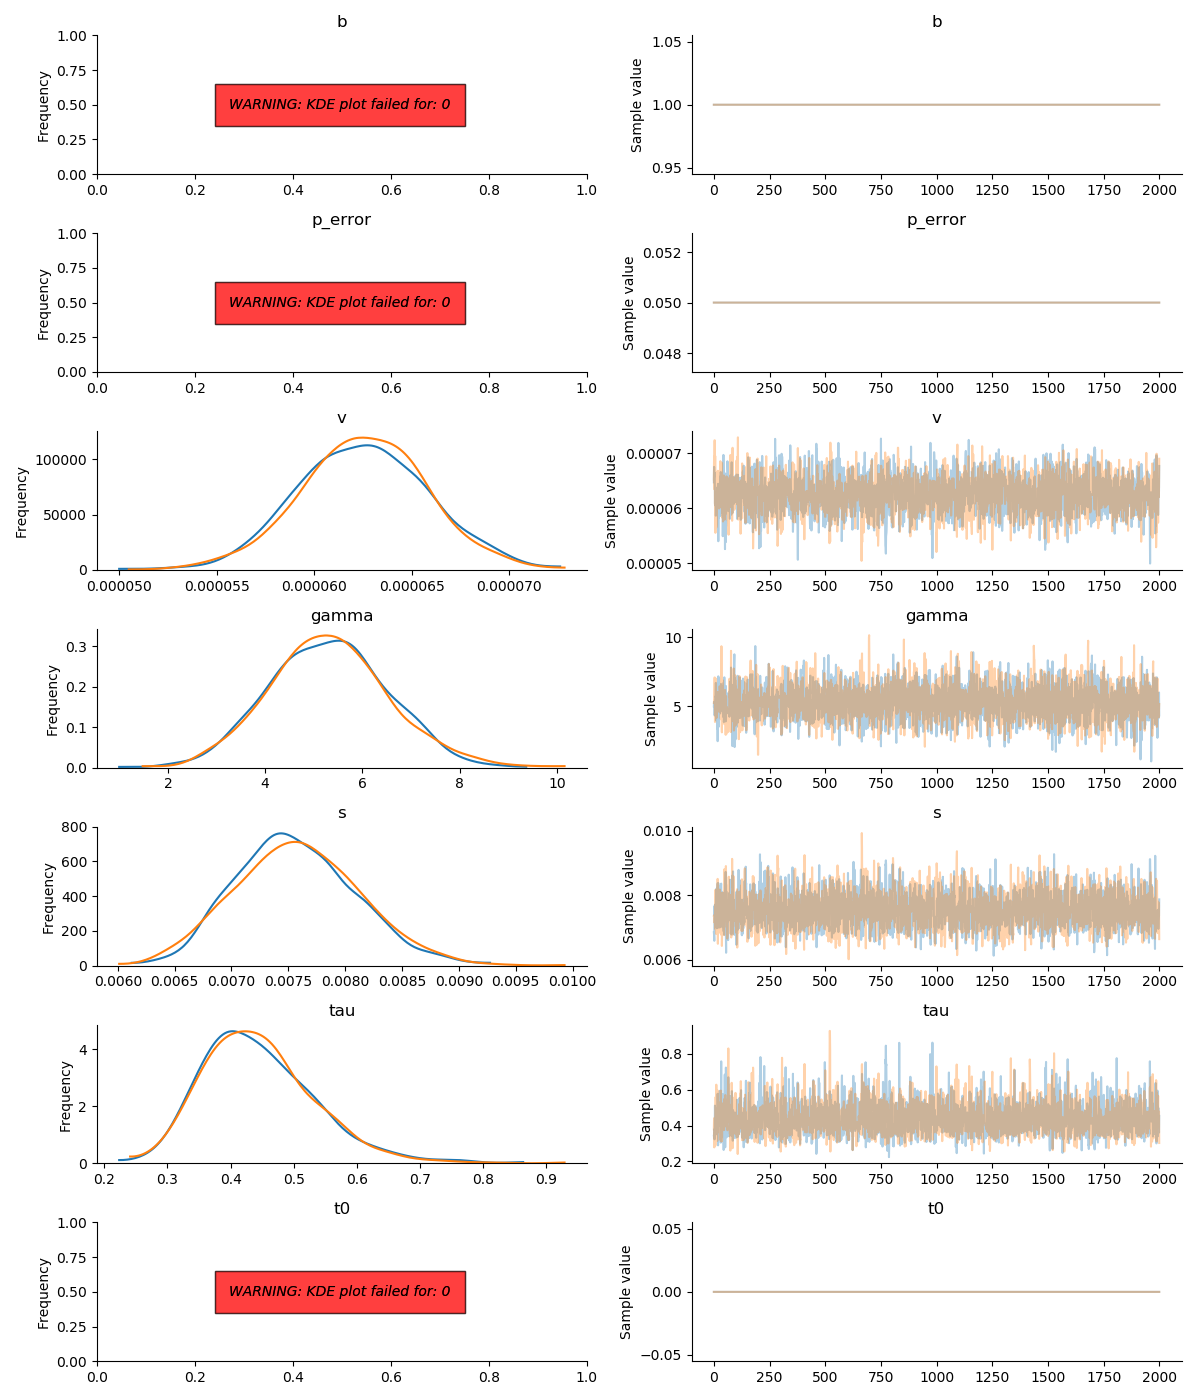 b
1.00
0.75
0.50
0.25
0.00
Frequency
WARNING: KDE plot failed for: 0
0.0 0.2 0.4 0.6 0.8 1.0
b
1.05
1.00
0.95
Sample value
0 250 500 750 1000 1250 1500 1750 2000
p_error
1.00
0.75
0.50
0.25
0.00
Frequency
WARNING: KDE plot failed for: 0
0.0 0.2 0.4 0.6 0.8 1.0
p_error
0.052
0.050
0.048
Sample value
0 250 500 750 1000 1250 1500 1750 2000
v
100000
50000
0
Frequency
0.000050 0.000055 0.000060 0.000065 0.000070
v
0.00007
0.00006
0.00005
Sample value
0 250 500 750 1000 1250 1500 1750 2000
gamma
0.3
0.2
0.1
0.0
Frequency
2 4 6 8 10
gamma
10
5
Sample value
0 250 500 750 1000 1250 1500 1750 2000
s
800
600
400
200
0
Frequency
0.0060 0.0065 0.0070 0.0075 0.0080 0.0085 0.0090 0.0095 0.0100
s
0.010
0.008
0.006
Sample value
0 250 500 750 1000 1250 1500 1750 2000
tau
4
2
0
Frequency
0.2 0.3 0.4 0.5 0.6 0.7 0.8 0.9
tau
0.8
0.6
0.4
0.2
Sample value
0 250 500 750 1000 1250 1500 1750 2000
t0
1.00
0.75
0.50
0.25
0.00
Frequency
WARNING: KDE plot failed for: 0
0.0 0.2 0.4 0.6 0.8 1.0
t0
0.05
0.00
−0.05
Sample value
0 250 500 750 1000 1250 1500 1750 2000